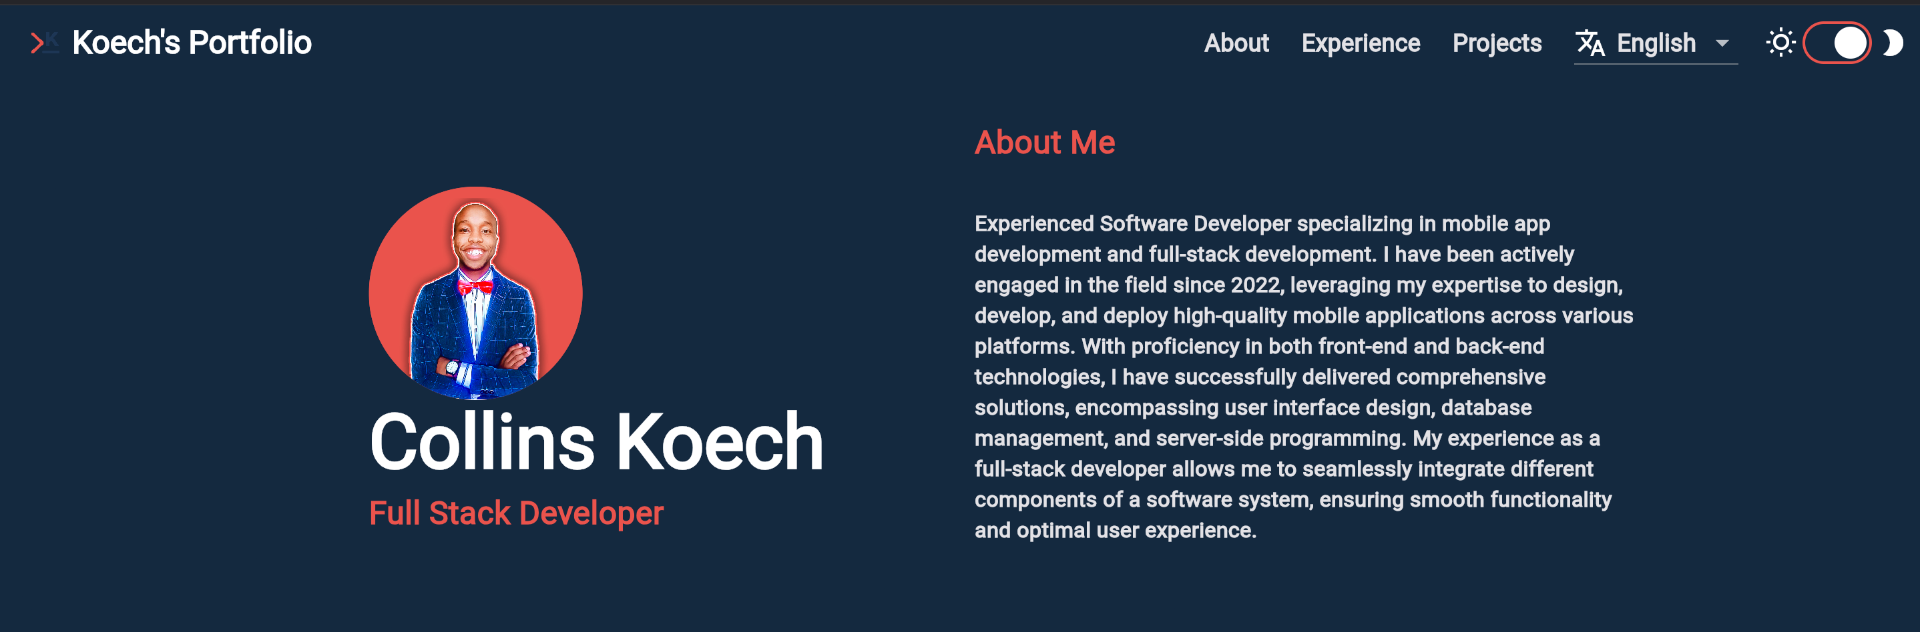 Koech's Portfolio
About Experience Projects English
About Me
Experienced Software Developer specializing in mobile app
development and full-stack development. I have been actively
engaged in the field since 2022, leveraging my expertise to design,
develop, and deploy high-quality mobile applications across various
platforms. With proficiency in both front-end and back-end
technologies, I have successfully delivered comprehensive
solutions, encompassing user interface design, database
management, and server-side programming. My experience as a
full-stack developer allows me to seamlessly integrate different
components of a software system, ensuring smooth functionality
and optimal user experience.
Collins Koech
Full Stack Developer